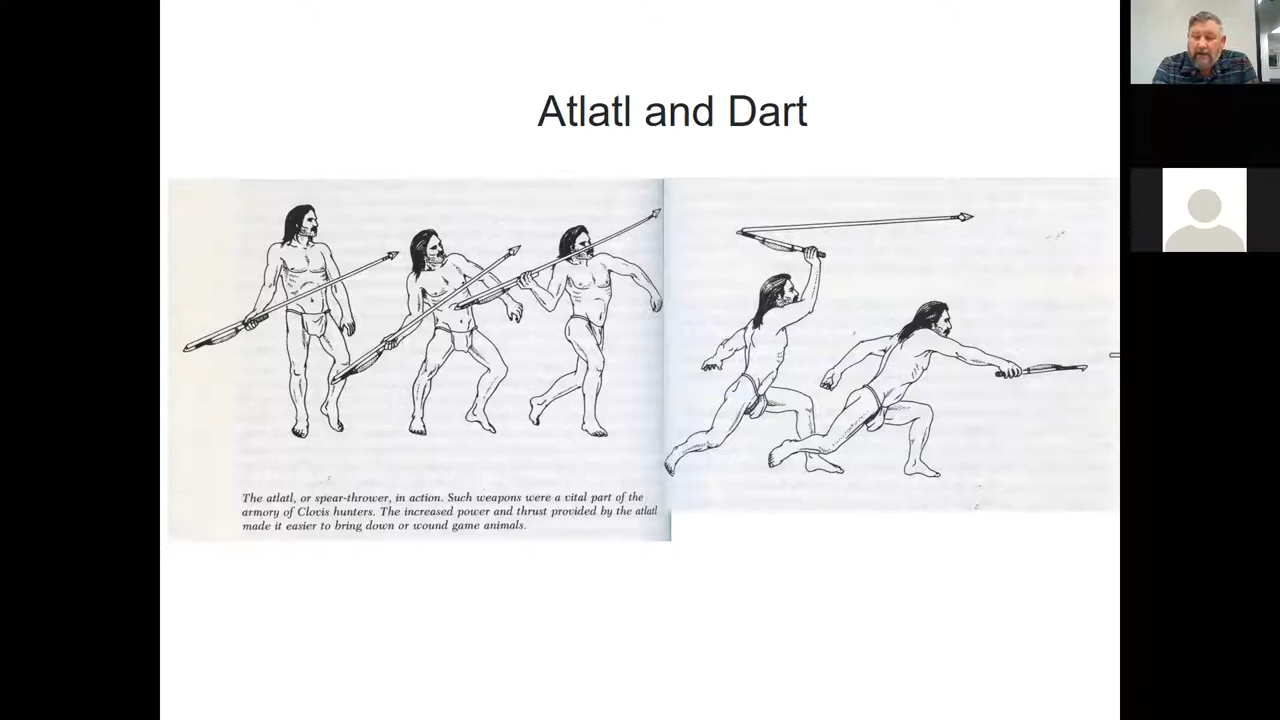 Atlatl and Dart
The atlatl, or spear-thrower, in action. Such weapons were a vital part of the
armory of Clovis hunters. The increased power and thrust provided by the atlatl
made it easier to bring down or wound game animals.